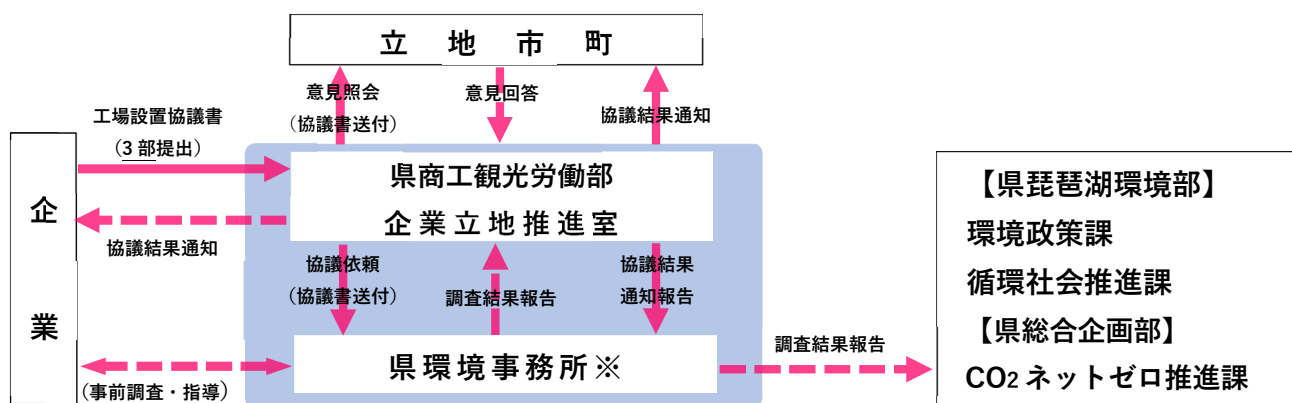 立地市町
意見照会
（協議書送付）
意見回答
協議結果通知
工場設置協議書
（3部提出）
企業
県商工観光労働部
企業立地推進室
協議結果通知
協議依頼
（協議書送付）
調査結果報告
協議結果
通知報告
県環境事務所※
（事前調査・指導）
調査結果報告
【県琵琶湖環境部】
環境政策課
循環社会推進課
【県総合企画部】
CO2ネットゼロ推進課